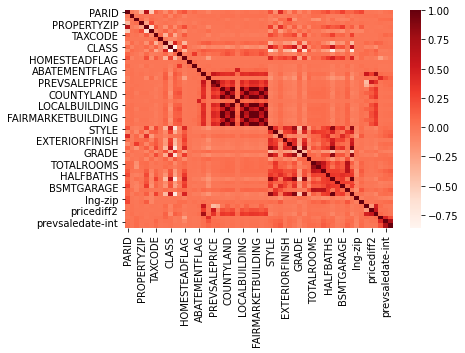 PARID
PROPERTYZIP
TAXCODE
CLASS
HOMESTEADFLAG
ABATEMENTFLAG
PREVSALEPRICE
COUNTYLAND
LOCALBUILDING
FAIRMARKETBUILDING
STYLE
EXTERIORFINISH
GRADE
TOTALROOMS
HALFBATHS
BSMTGARAGE
lng-zip
pricediff2
prevsaledate-int
PARID
PROPERTYZIP
TAXCODE
CLASS
HOMESTEADFLAG
ABATEMENTFLAG
PREVSALEPRICE
COUNTYLAND
LOCALBUILDING
FAIRMARKETBUILDING
STYLE
EXTERIORFINISH
GRADE
TOTALROOMS
HALFBATHS
BSMTGARAGE
lng-zip
pricediff2
prevsaledate-int
1.00
0.75
0.50
0.25
0.00
−0.25
−0.50
−0.75